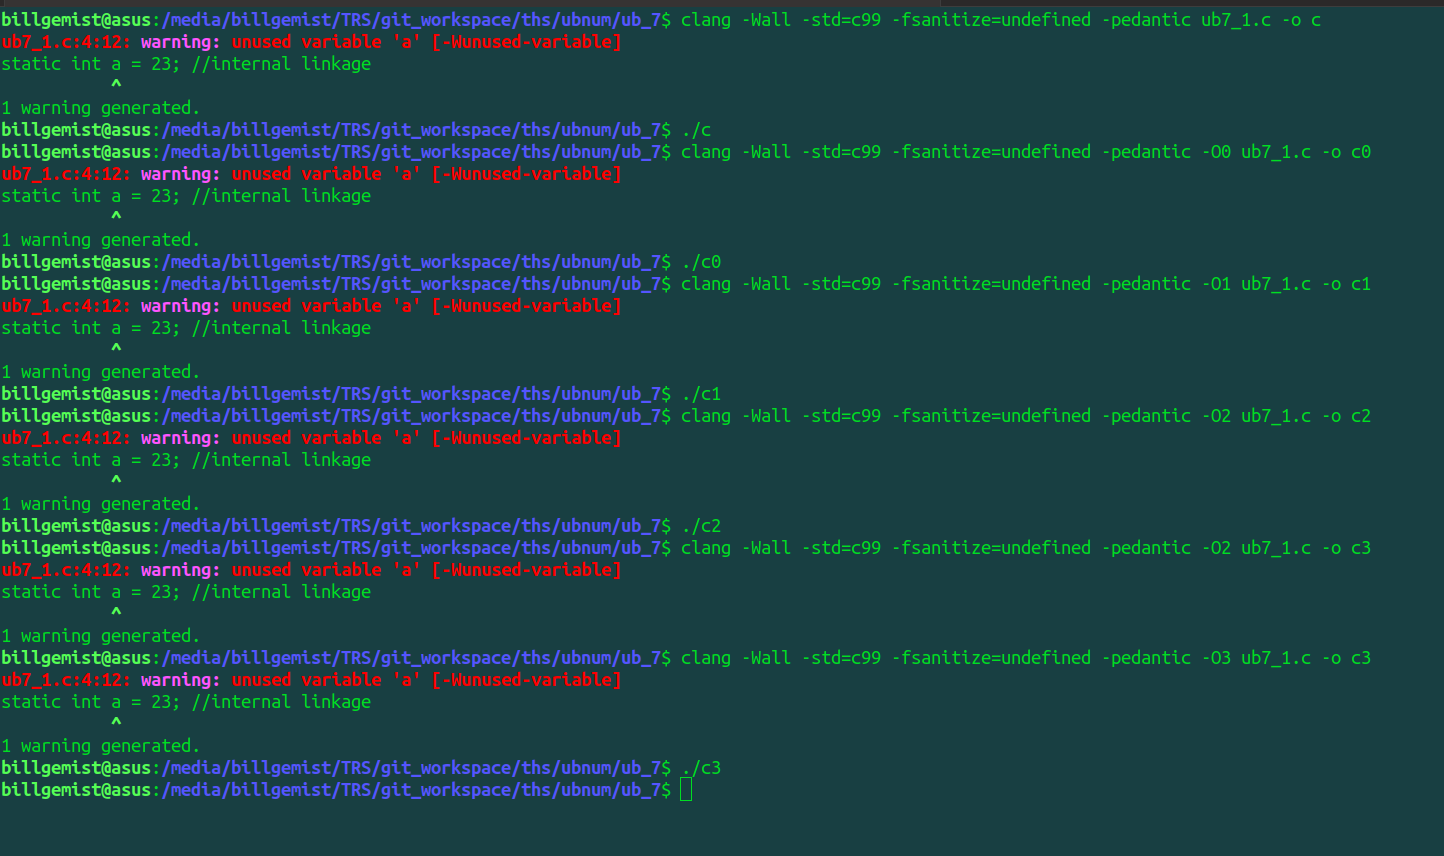 billgemist@asus:/media/billgemist/TRS/git_workspace/ths/ubnum/ub_7$ clang -Wall -std=c99 -fsanitize=undefined -pedantic ub7_1.c -o c
ub7_1.c:4:12: warning: unused variable 'a' [-Wunused-variable]
static int a = 23; //internal linkage
^
1 warning generated.
billgemist@asus:/media/billgemist/TRS/git_workspace/ths/ubnum/ub_7$ ./c
billgemist@asus:/media/billgemist/TRS/git_workspace/ths/ubnum/ub_7$ clang -Wall -std=c99 -fsanitize=undefined -pedantic -O0 ub7_1.c -o c0
ub7_1.c:4:12: warning: unused variable 'a' [-Wunused-variable]
static int a = 23; //internal linkage
^
1 warning generated.
billgemist@asus:/media/billgemist/TRS/git_workspace/ths/ubnum/ub_7$ ./c0
billgemist@asus:/media/billgemist/TRS/git_workspace/ths/ubnum/ub_7$ clang -Wall -std=c99 -fsanitize=undefined -pedantic -O1 ub7_1.c -o c1
ub7_1.c:4:12: warning: unused variable 'a' [-Wunused-variable]
static int a = 23; //internal linkage
^
1 warning generated.
billgemist@asus:/media/billgemist/TRS/git_workspace/ths/ubnum/ub_7$ ./c1
billgemist@asus:/media/billgemist/TRS/git_workspace/ths/ubnum/ub_7$ clang -Wall -std=c99 -fsanitize=undefined -pedantic -O2 ub7_1.c -o c2
ub7_1.c:4:12: warning: unused variable 'a' [-Wunused-variable]
static int a = 23; //internal linkage
^
1 warning generated.
billgemist@asus:/media/billgemist/TRS/git_workspace/ths/ubnum/ub_7$ ./c2
billgemist@asus:/media/billgemist/TRS/git_workspace/ths/ubnum/ub_7$ clang -Wall -std=c99 -fsanitize=undefined -pedantic -O2 ub7_1.c -o c3
ub7_1.c:4:12: warning: unused variable 'a' [-Wunused-variable]
static int a = 23; //internal linkage
^
1 warning generated.
billgemist@asus:/media/billgemist/TRS/git_workspace/ths/ubnum/ub_7$ clang -Wall -std=c99 -fsanitize=undefined -pedantic -O3 ub7_1.c -o c3
ub7_1.c:4:12: warning: unused variable 'a' [-Wunused-variable]
static int a = 23; //internal linkage
^
1 warning generated.
billgemist@asus:/media/billgemist/TRS/git_workspace/ths/ubnum/ub_7$ ./c3
billgemist@asus:/media/billgemist/TRS/git_workspace/ths/ubnum/ub_7$